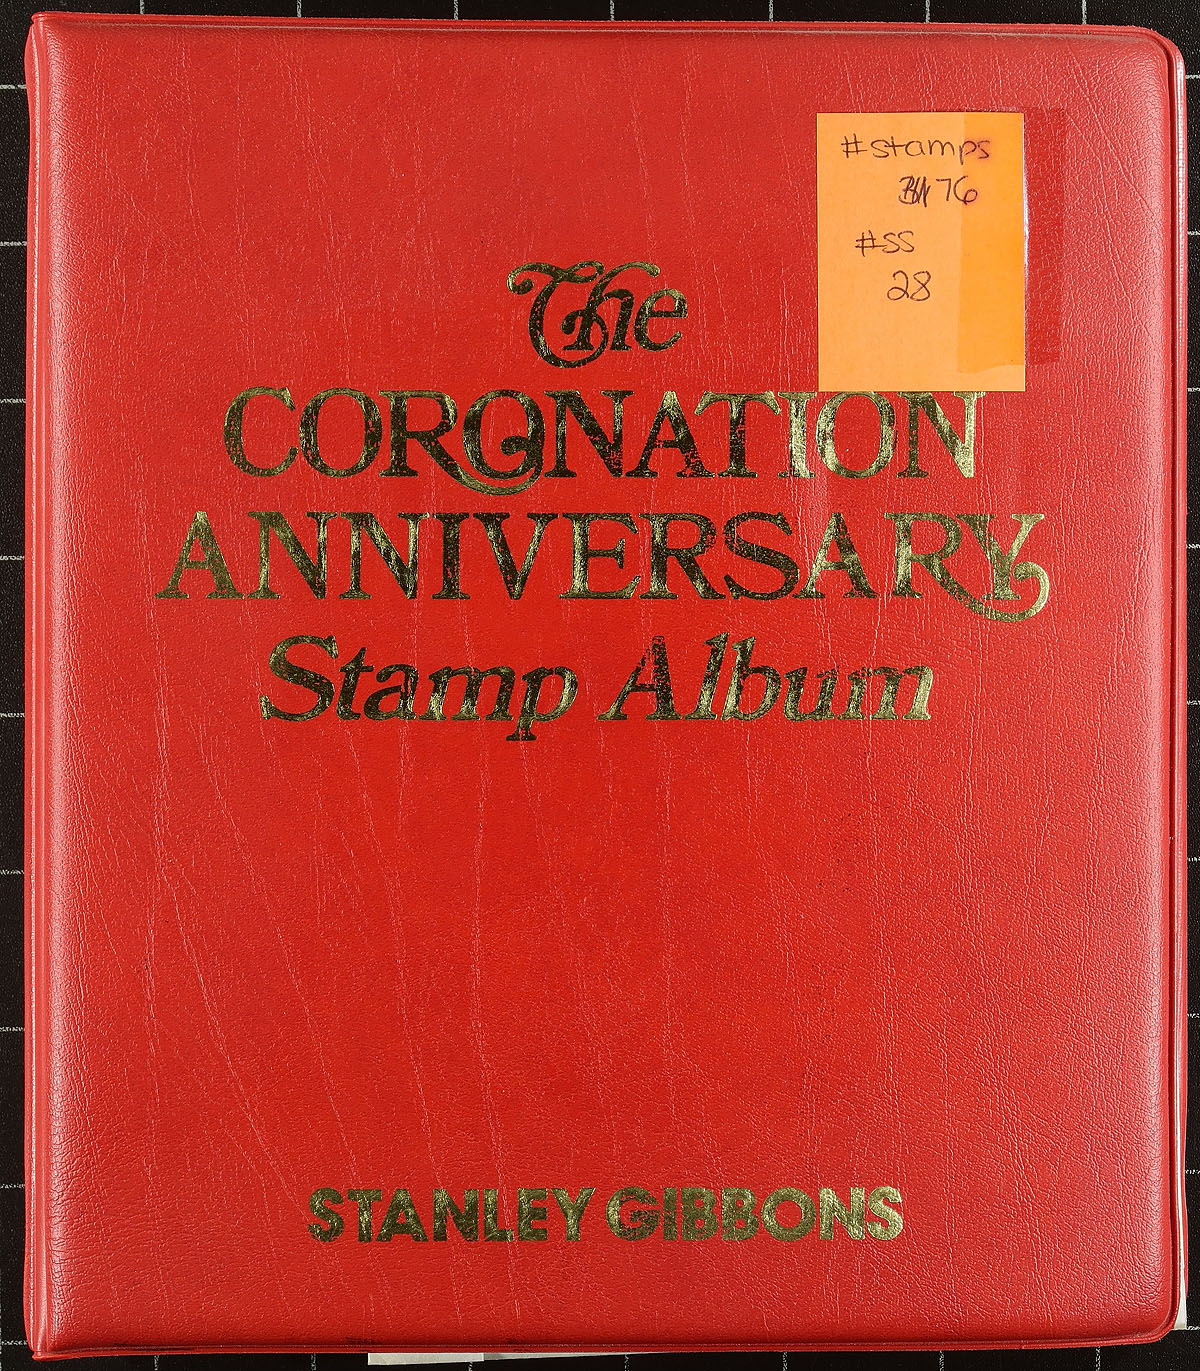 #stamps
76
#SS
28
The
CORONATION
ANNIVERSARY
Stamp Album
STANLEY GIBBONS